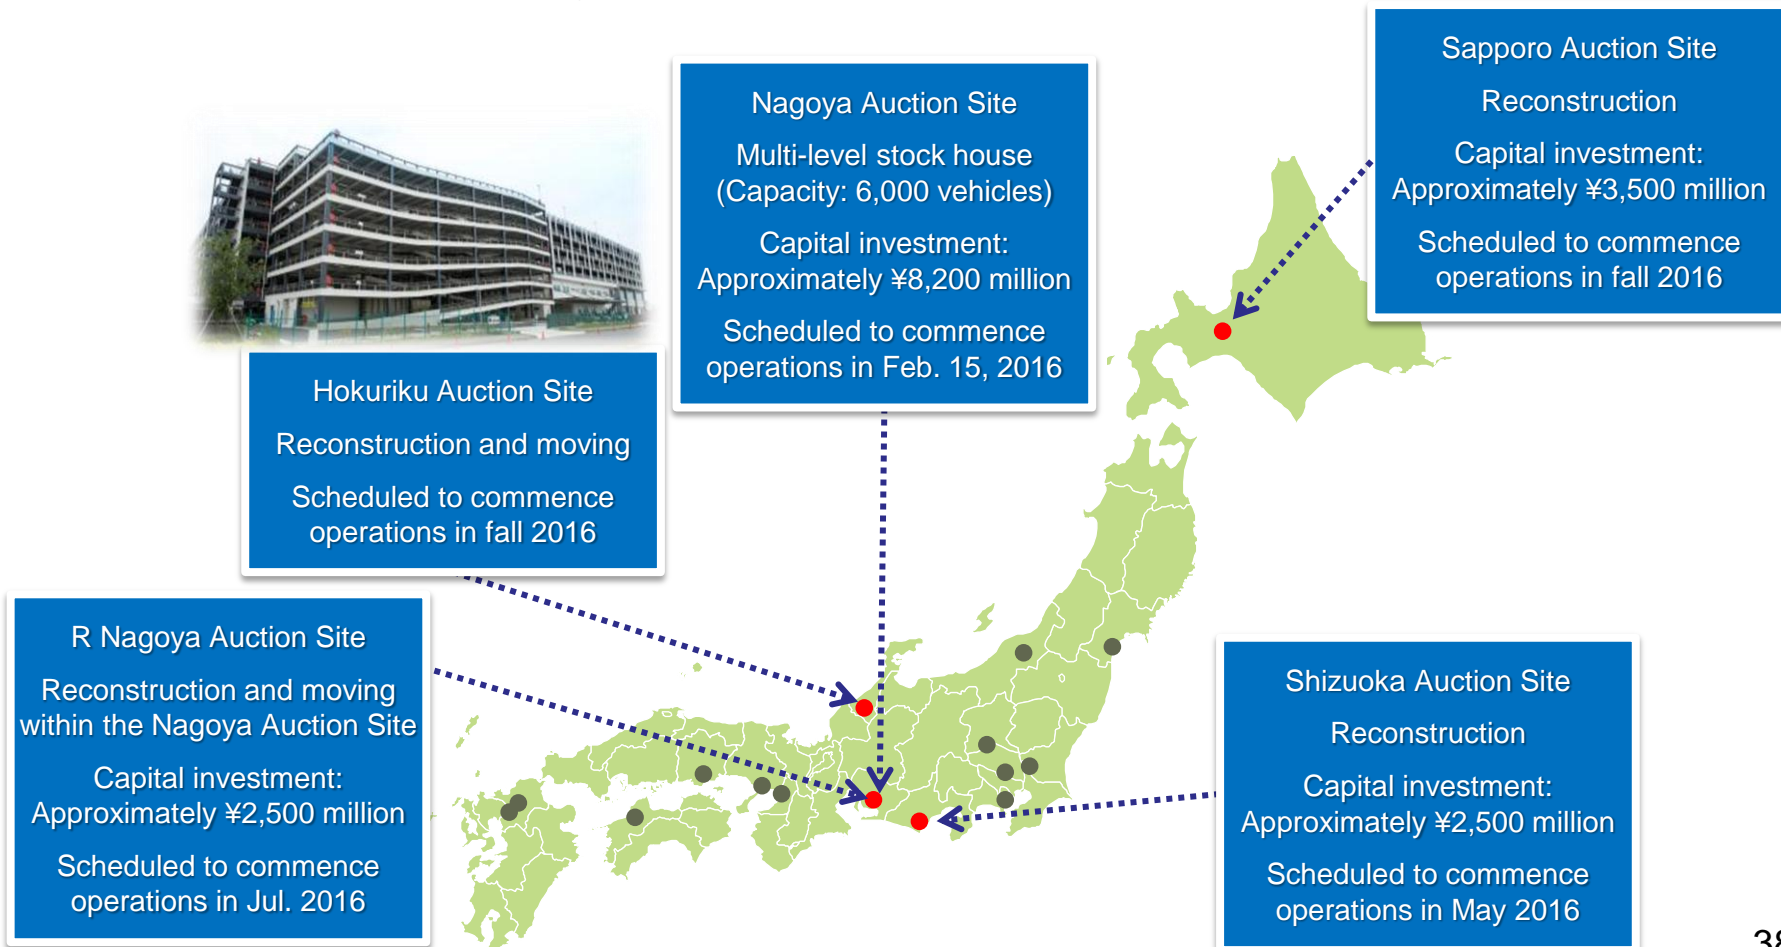 Sapporo Auction Site
Reconstruction
Capital investment:
Approximately ¥3,500 million
Scheduled to commence
operations in fall 2016
Nagoya Auction Site
Multi-level stock house
(Capacity: 6,000 vehicles)
Capital investment:
Approximately ¥8,200 million
Scheduled to commence
operations in Feb. 15, 2016
Hokuriku Auction Site
Reconstruction and moving
Scheduled to commence
operations in fall 2016
R Nagoya Auction Site
Reconstruction and moving
within the Nagoya Auction Site
Capital investment:
Approximately ¥2,500 million
Scheduled to commence
operations in Jul. 2016
Shizuoka Auction Site
Reconstruction
Capital investment:
Approximately ¥2,500 million
Scheduled to commence
operations in May 2016
38